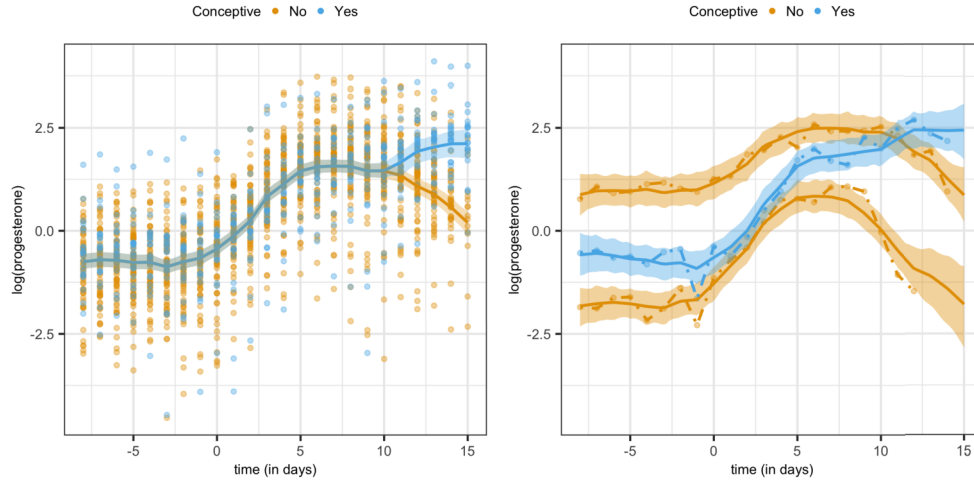 Conceptive No Yes
2.5
0.0
-2.5
log(progesterone)
-5 0 5 10 15
time (in days)
Conceptive No Yes
2.5
0.0
-2.5
log(progesterone)
-5 0 5 10 15
time (in days)